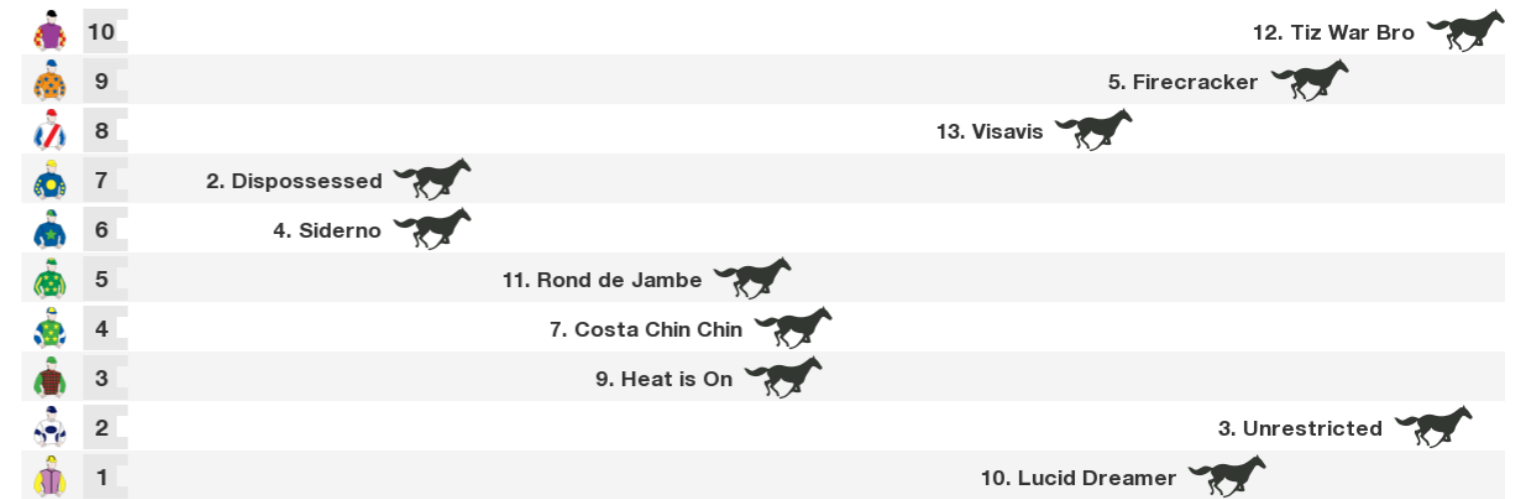 10 12. Tiz War Bro
9 5. Firecracker
8 13. Visavis
7 2. Dispossessed
6 4. Siderno
5 11. Rond de Jambe
4 7. Costa Chin Chin
3 9. Heat is On
2 3. Unrestricted
1 10. Lucid Dreamer